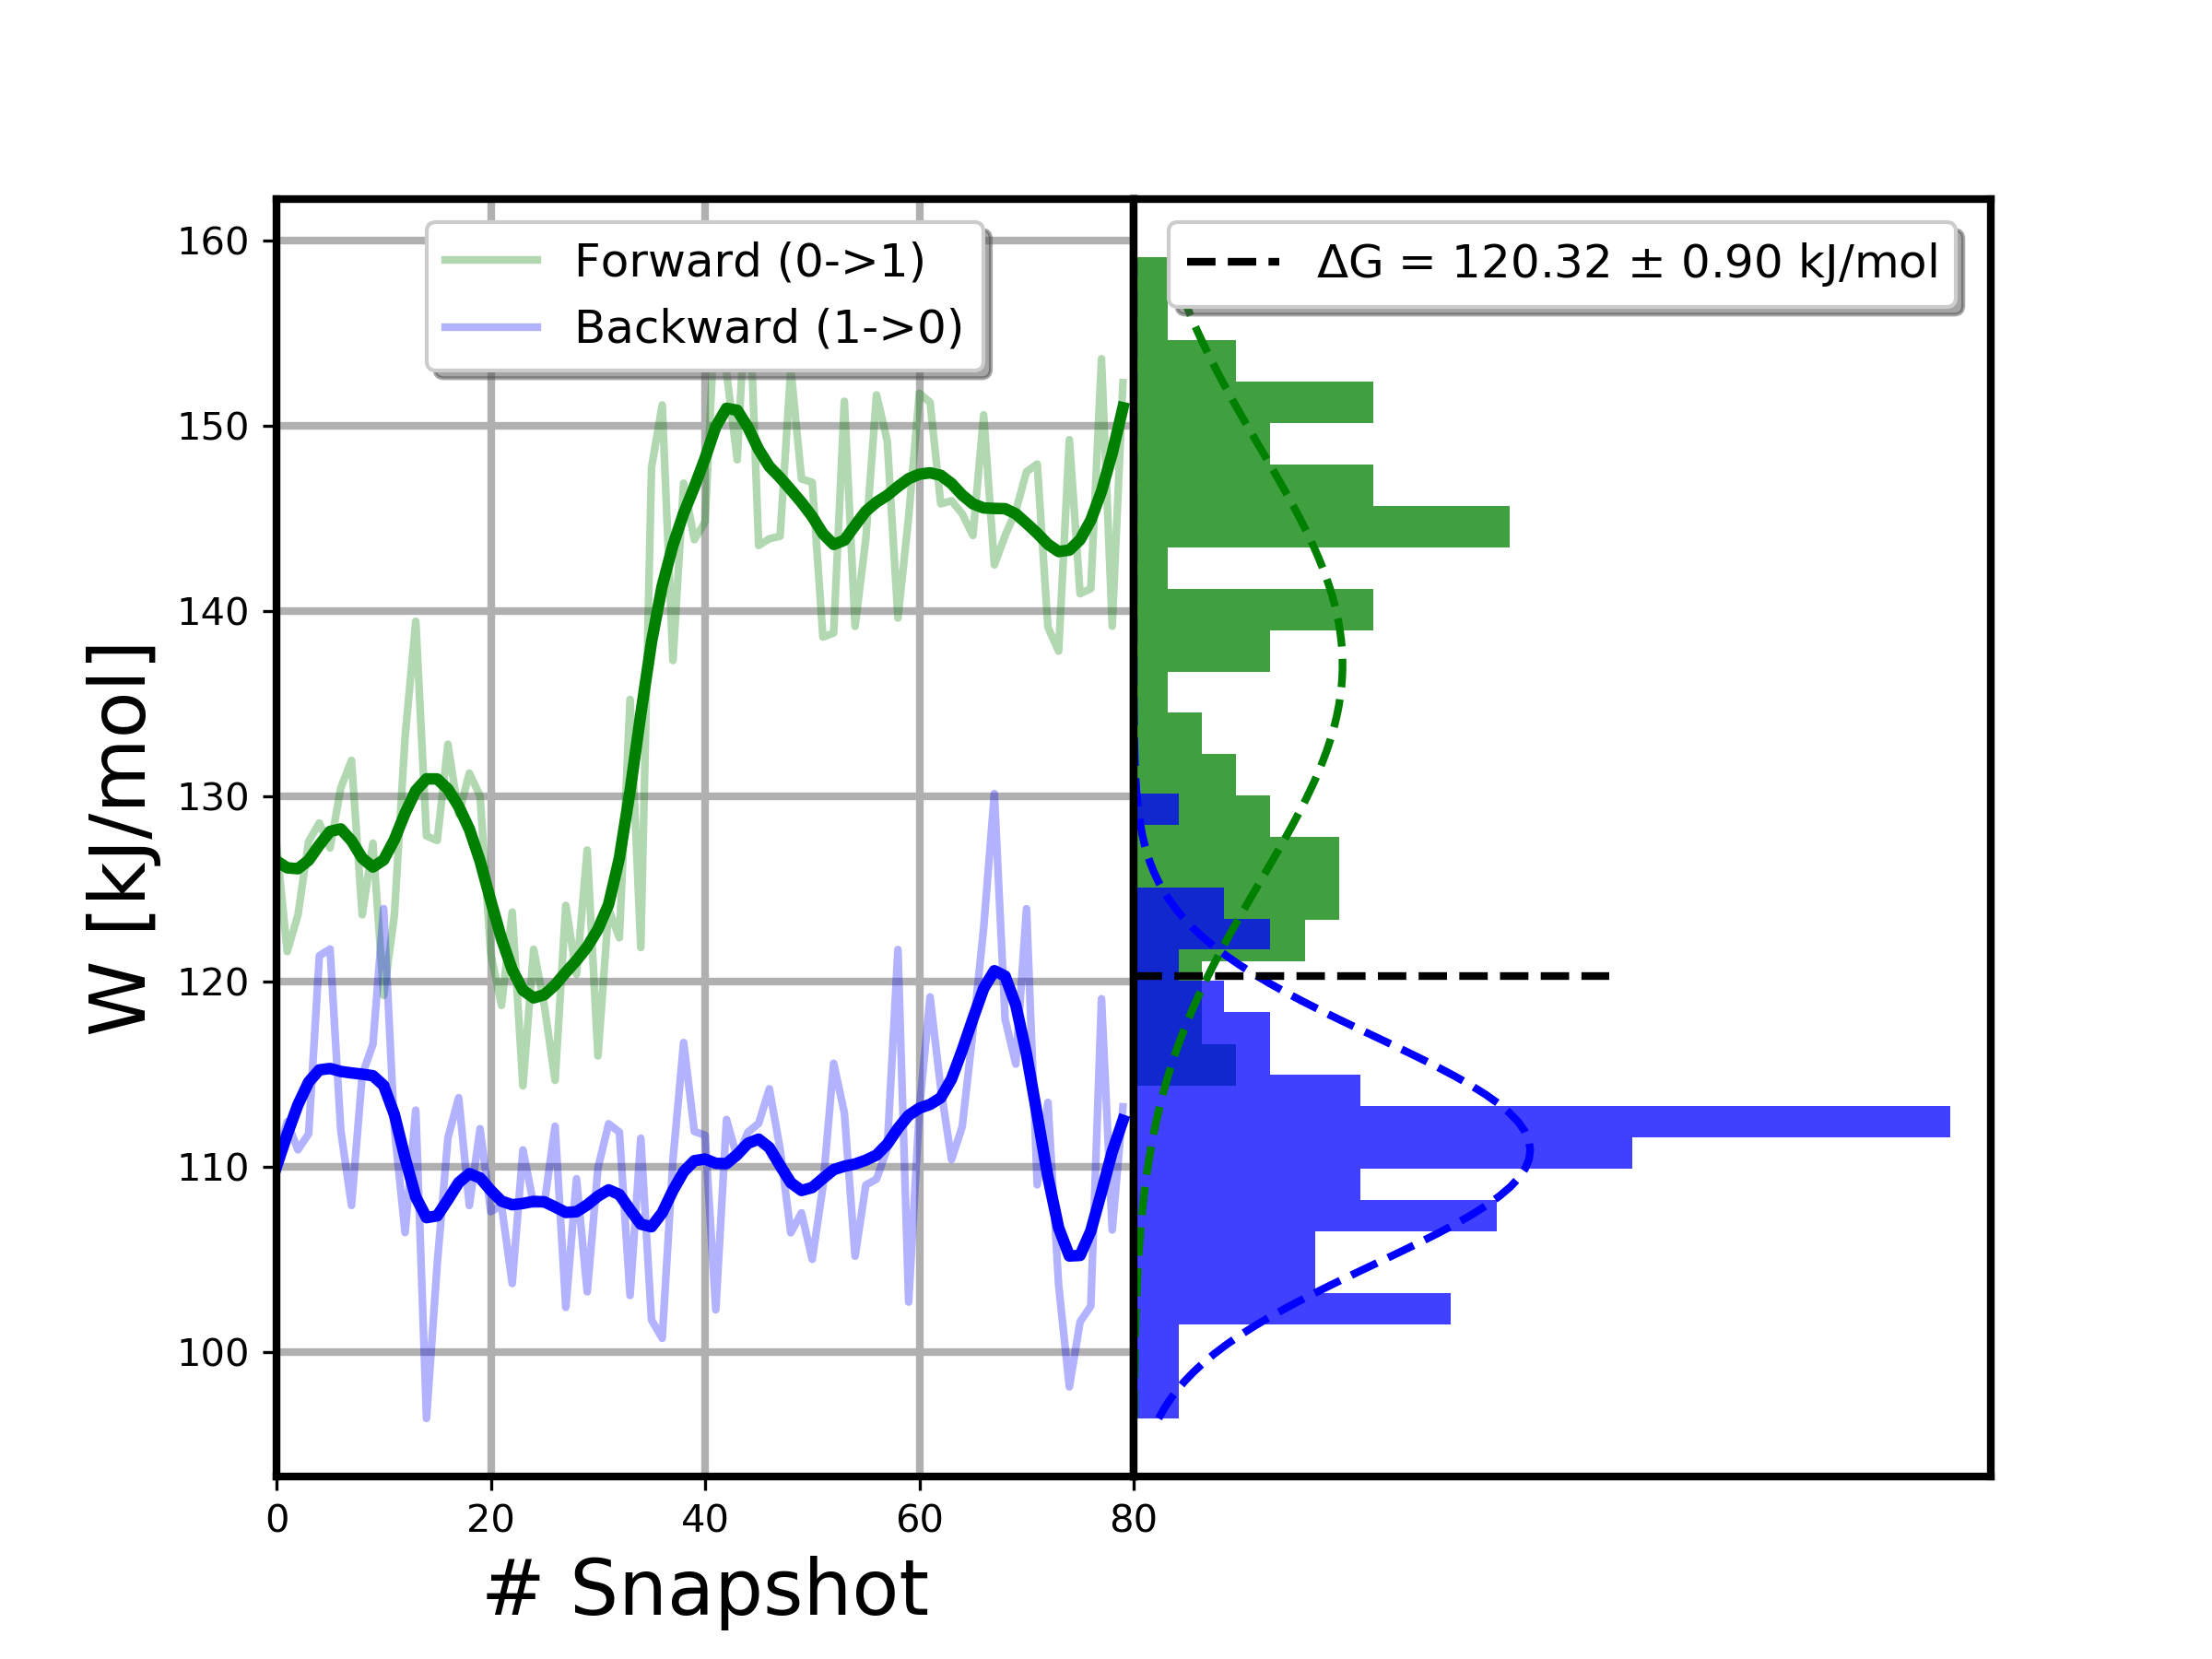 Forward (0->1)
Backward (1->0)
ΔG = 120.32 ± 0.90 kJ/mol
W [kJ/mol]
160
150
140
130
120
110
100
0 20 40 60 80
# Snapshot